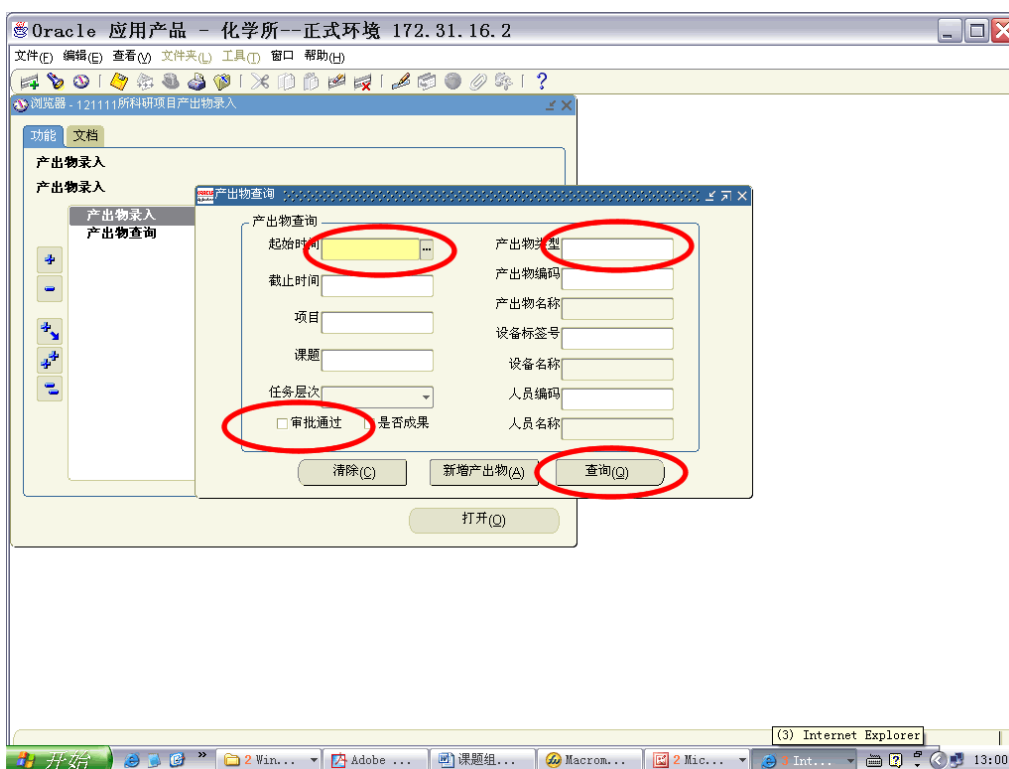 Oracle 应用产品 - 化学所--正式环境 172.31.16.2
文件(F) 编辑(E) 查看(V) 文件夹(L) 工具(T) 窗口 帮助(H)
浏览器 - 121111所科研项目产出物录入
功能 文档
产出物录入
产出物录入
产出物录入
产出物查询
产出物查询
产出物查询
起始时间 产出物类型
截止时间 产出物编码
产出物名称
项目 设备标签号
课题 设备名称
任务层次 人员编码
审批通过 是否成果 人员名称
清除(C) 新增产出物(A) 查询(Q)
打开(O)
(3) Internet Explorer
开始 2 Win... Adobe ... 课题组... Macrom... 2 Mic... 3 Int... 13:00